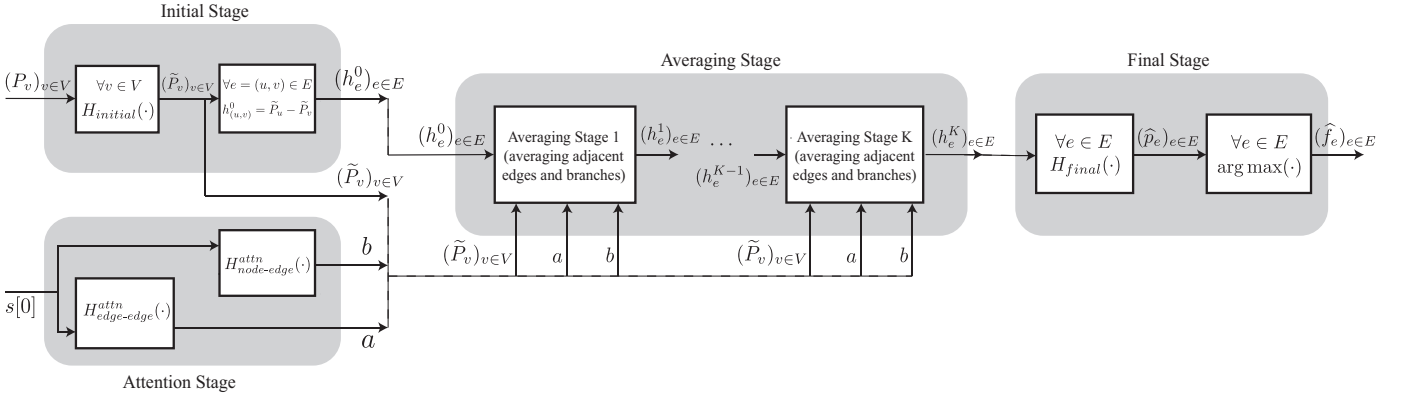 Initial Stage
(P_v)_{v∈V}
∀v ∈ V
H_{initial}(·)
(P̃_v)_{v∈V}
∀e = (u, v) ∈ E
h^0_{(u,v)} = P̃_u − P̃_v
(h^0_e)_{e∈E}
(P̃_v)_{v∈V}
s[0]
H^{attn}_{node-edge}(·)
b
H^{attn}_{edge-edge}(·)
a
Attention Stage
Averaging Stage
(h^0_e)_{e∈E}
Averaging Stage 1
(averaging adjacent
edges and branches)
(h^1_e)_{e∈E}
...
(h^{K−1}_e)_{e∈E}
Averaging Stage K
(averaging adjacent
edges and branches)
(h^K_e)_{e∈E}
(P̃_v)_{v∈V}
a
b
(P̃_v)_{v∈V}
a
b
Final Stage
∀e ∈ E
H_{final}(·)
(p̂_e)_{e∈E}
∀e ∈ E
arg max(·)
(f̂_e)_{e∈E}